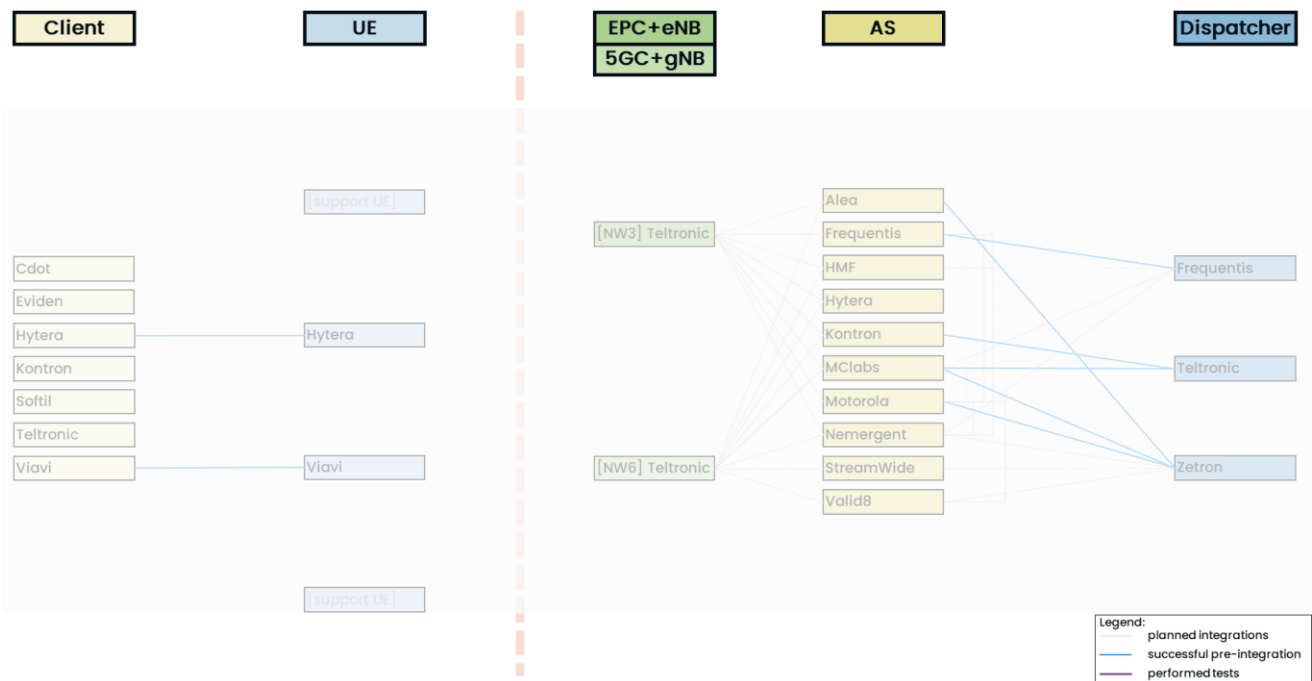 Client
UE
EPC+eNB
5GC+gNB
AS
Dispatcher
[support UE]
Alea
[NW3] Teltronic
Frequentis
Cdot
HMF
Frequentis
Eviden
Hytera
Hytera
Hytera
Kontron
Kontron
MClabs
Teltronic
Softil
Motorola
Teltronic
Nemergent
Viavi
Viavi
[NW6] Teltronic
StreamWide
Zetron
Valid8
[support UE]
Legend:
planned integrations
successful pre-integration
performed tests